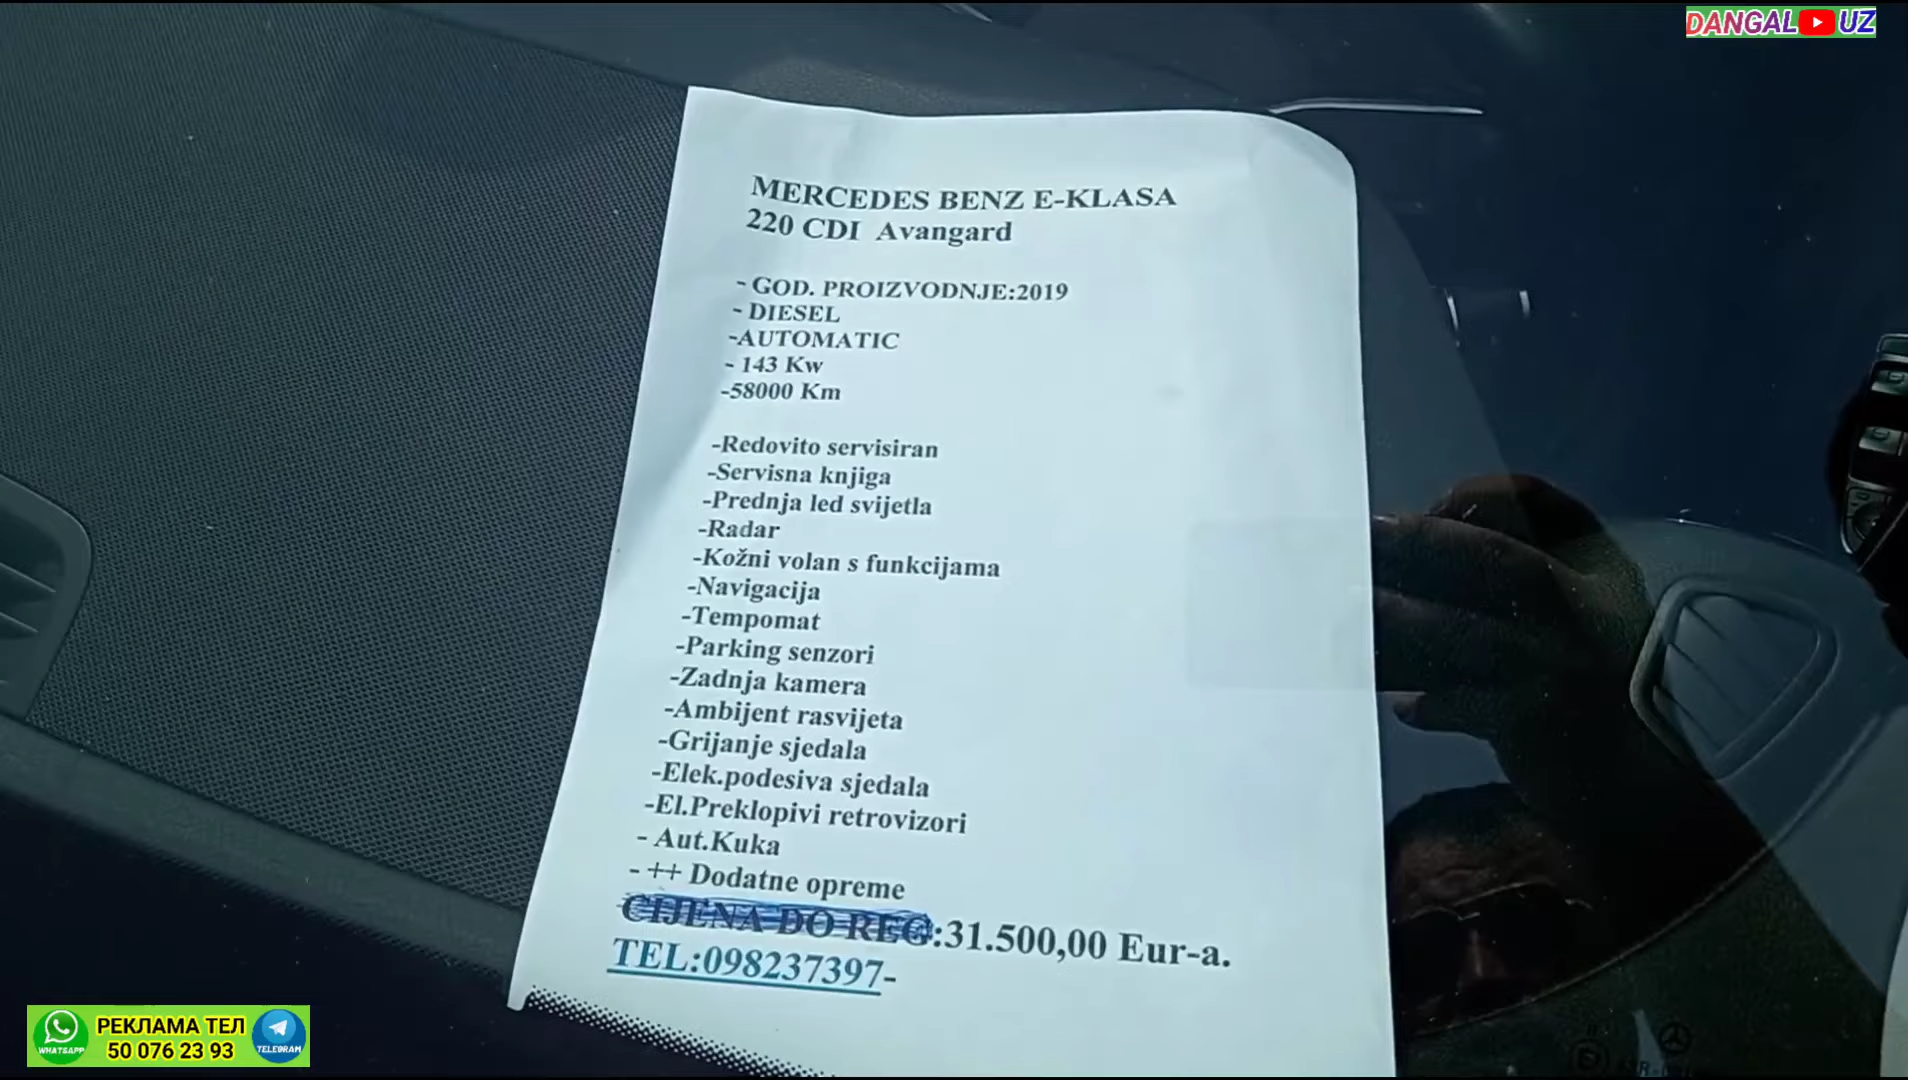 DANGAL UZ
MERCEDES BENZ E-KLASA
220 CDI Avangard
- GOD. PROIZVODNJE:2019
- DIESEL
-AUTOMATIC
- 143 Kw
-58000 Km
-Redovito servisiran
-Servisna knjiga
-Prednja led svijetla
-Radar
-Kožni volan s funkcijama
-Navigacija
-Tempomat
-Parking senzori
-Zadnja kamera
-Ambijent rasvijeta
-Grijanje sjedala
-Elek.podesiva sjedala
-El.Preklopivi retrovizori
- Aut.Kuka
- ++ Dodatne opreme
CIJENA DO REG:31.500,00 Eur-a.
TEL:098237397-
WHATSAPP
РЕКЛАМА ТЕЛ
50 076 23 93
TELEGRAM